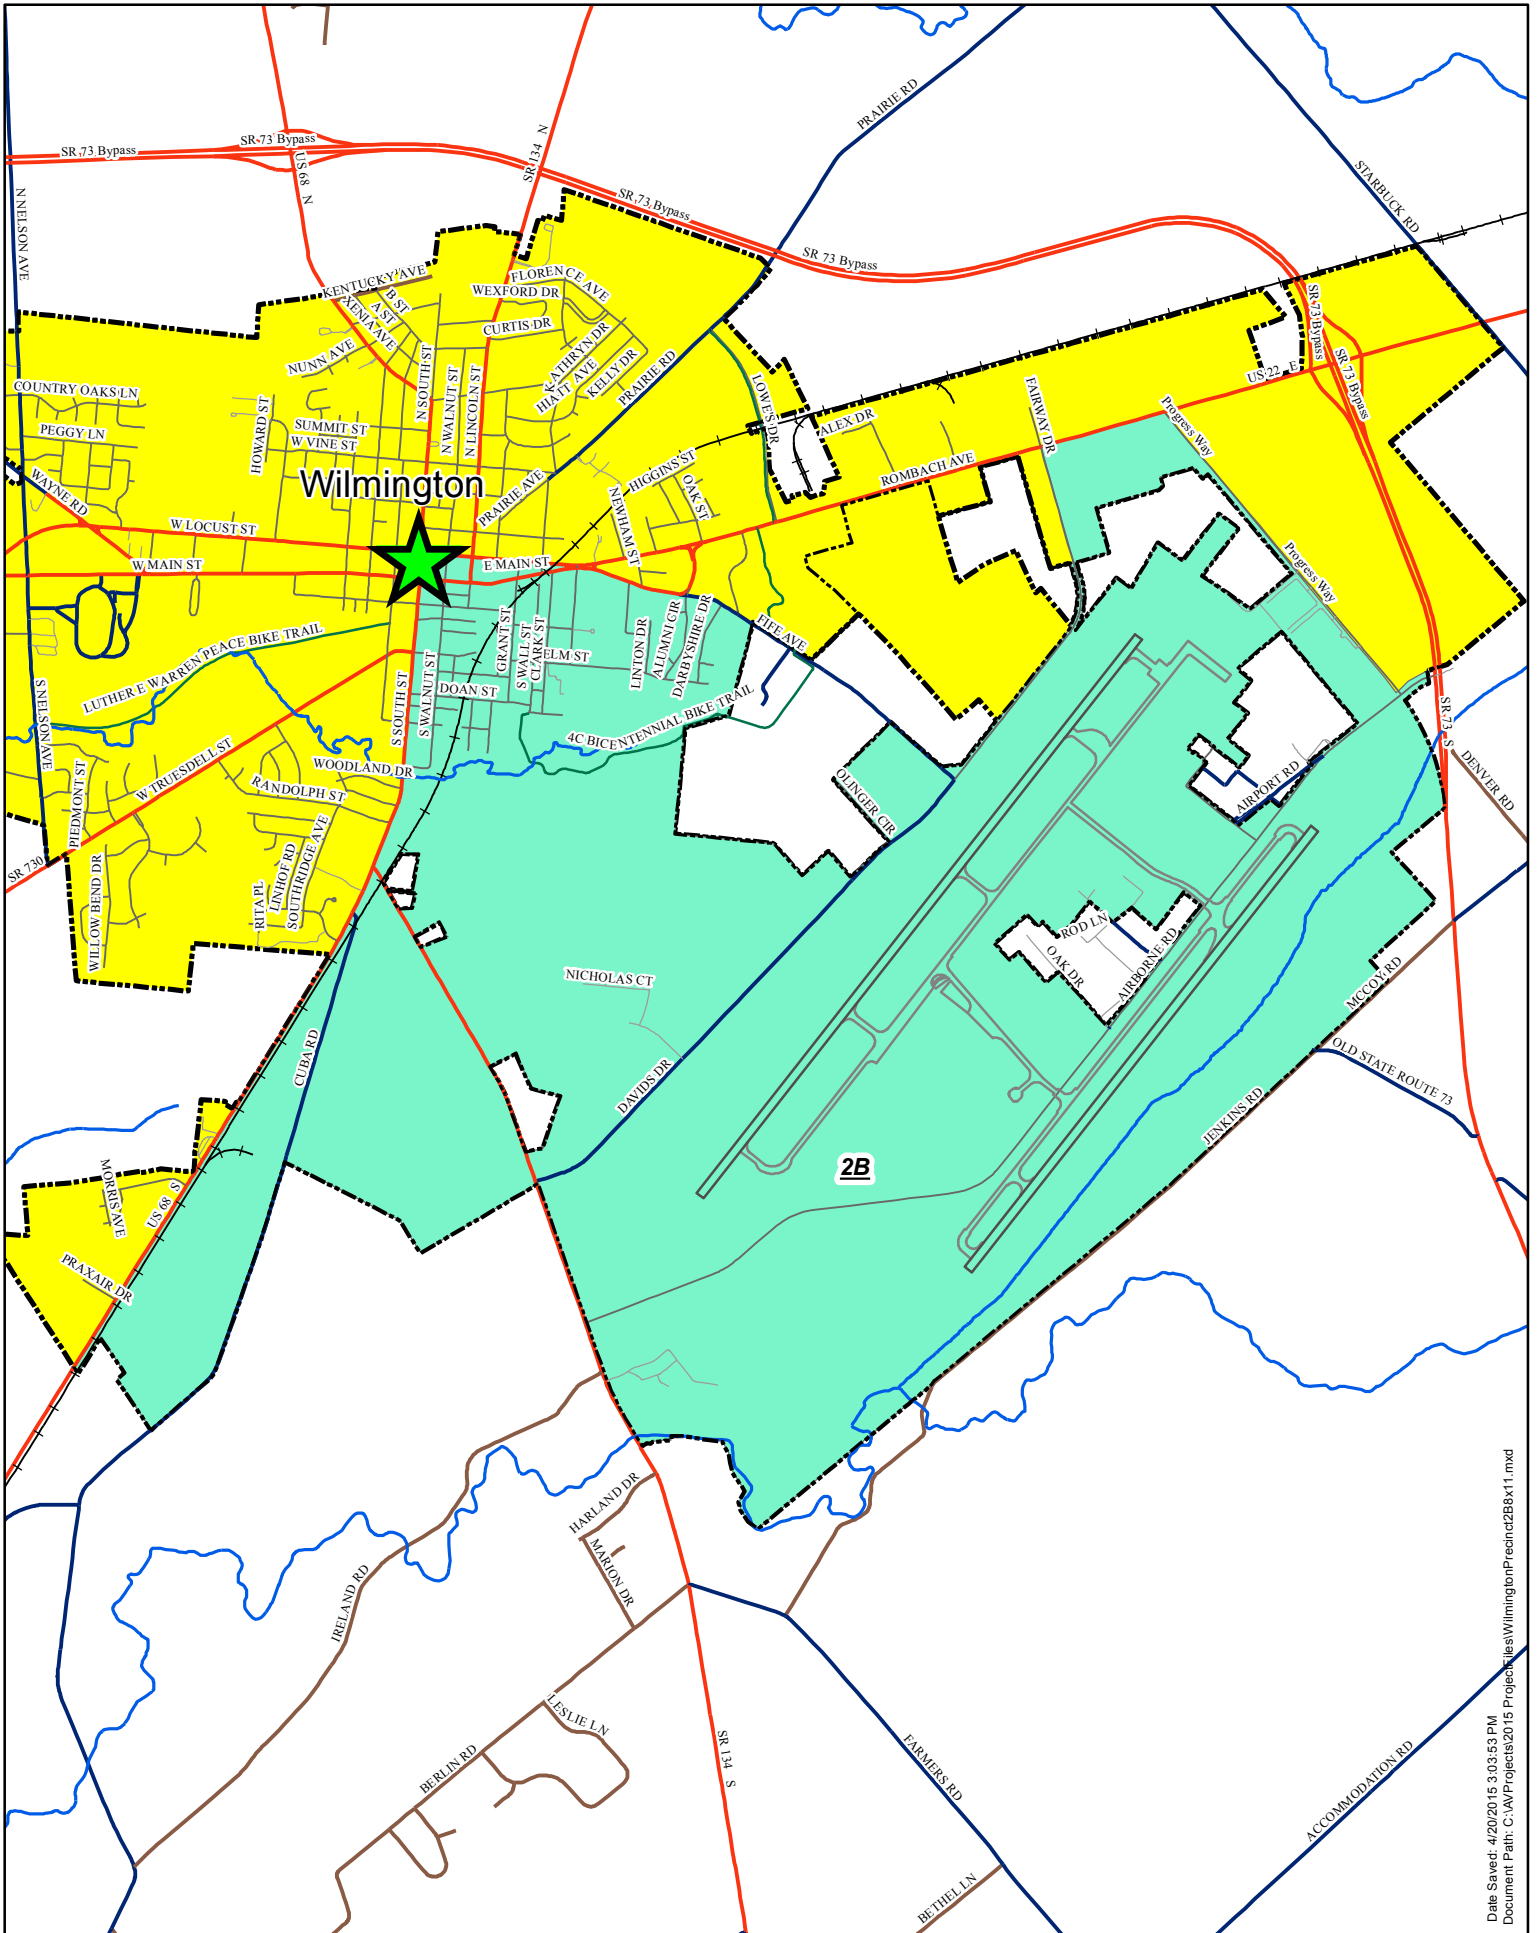 PRAIRIE RD
SR 134   N
SR 73 Bypass
SR 73 Bypass
US 68   N
STARBUCK RD
N NELSON AVE
SR 73 Bypass
SR 73 Bypass
KENTUCKY AVE
FLORENCE AVE
WEXFORD DR
B ST
A ST
XENIA AVE
CURTIS DR
SR 73 Bypass
NUNN AVE
KATHRYN DR
HIATT AVE
KELLY DR
PRAIRIE RD
SR 73 Bypass
US 22   E
COUNTRY OAKS LN
N SOUTH ST
N WALNUT ST
N LINCOLN ST
LOWE'S DR
FAIRWAY DR
Progress Way
HOWARD ST
SUMMIT ST
W VINE ST
ALEX DR
PEGGY LN
Wilmington
WAYNE RD
PRAIRIE AVE
HIGGINS ST
OAK ST
ROMBACH AVE
NEWHAM ST
W LOCUST ST
W MAIN ST
E MAIN ST
Progress Way
LUTHER E WARREN PEACE BIKE TRAIL
GRANT ST
S WALL ST
CLARK ST
ELM ST
LINTON DR
ALUMNI CIR
DARBYSHIRE DR
FIFE AVE
S NELSON AVE
S SOUTH ST
S WALNUT ST
DOAN ST
4C BICENTENNIAL BIKE TRAIL
SR 73   S
W TRUESDELL ST
WOODLAND DR
RANDOLPH ST
PIEDMONT ST
OLINGER CIR
AIRPORT RD
DENVER RD
SR 730
WILLOW BEND DR
RITA PL
LINHOF RD
SOUTHRIDGE AVE
ROD LN
OAK DR
AIRBORNE RD
NICHOLAS CT
MCCOY RD
CUBA RD
DAVIDS DR
OLD STATE ROUTE 73
JENKINS RD
2B
MORRIS AVE
US 68   S
PRAXAIR DR
HARLAND DR
MARION DR
IRELAND RD
LESLIE LN
BERLIN RD
SR 134   S
FARMERS RD
ACCOMMODATION RD
BETHEL LN
Date Saved: 4/20/2015 3:03:53 PM
Document Path: C:\AVProjects\2015 ProjectFiles\WilmingtonPrecinct2B8x11.mxd